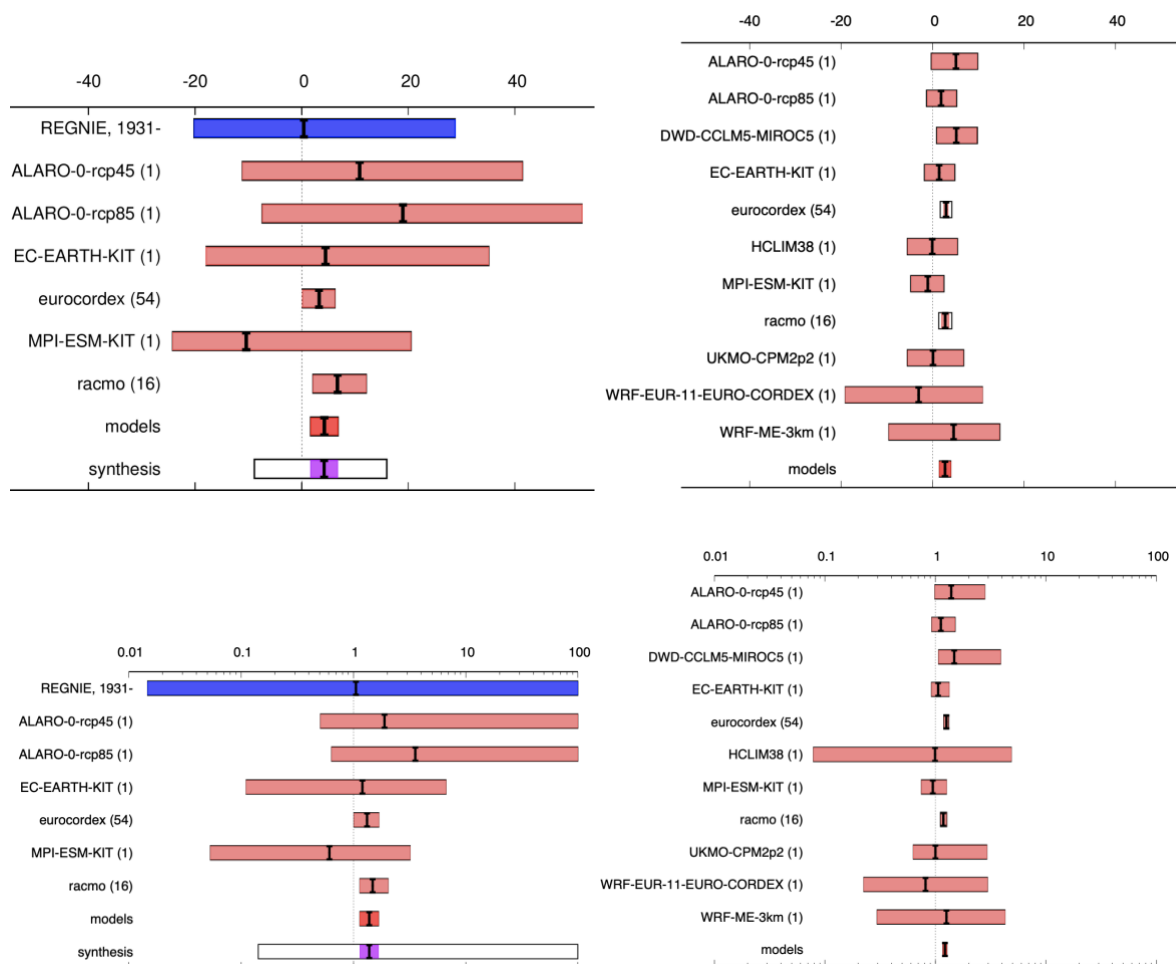 -40 -20 0 20 40
REGNIE, 1931-
ALARO-0-rcp45 (1)
ALARO-0-rcp85 (1)
EC-EARTH-KIT (1)
eurocordex (54)
MPI-ESM-KIT (1)
racmo (16)
models
synthesis
-40 -20 0 20 40
ALARO-0-rcp45 (1)
ALARO-0-rcp85 (1)
DWD-CCLM5-MIROC5 (1)
EC-EARTH-KIT (1)
eurocordex (54)
HCLIM38 (1)
MPI-ESM-KIT (1)
racmo (16)
UKMO-CPM2p2 (1)
WRF-EUR-11-EURO-CORDEX (1)
WRF-ME-3km (1)
models
0.01 0.1 1 10 100
REGNIE, 1931-
ALARO-0-rcp45 (1)
ALARO-0-rcp85 (1)
EC-EARTH-KIT (1)
eurocordex (54)
MPI-ESM-KIT (1)
racmo (16)
models
synthesis
0.01 0.1 1 10 100
ALARO-0-rcp45 (1)
ALARO-0-rcp85 (1)
DWD-CCLM5-MIROC5 (1)
EC-EARTH-KIT (1)
eurocordex (54)
HCLIM38 (1)
MPI-ESM-KIT (1)
racmo (16)
UKMO-CPM2p2 (1)
WRF-EUR-11-EURO-CORDEX (1)
WRF-ME-3km (1)
models